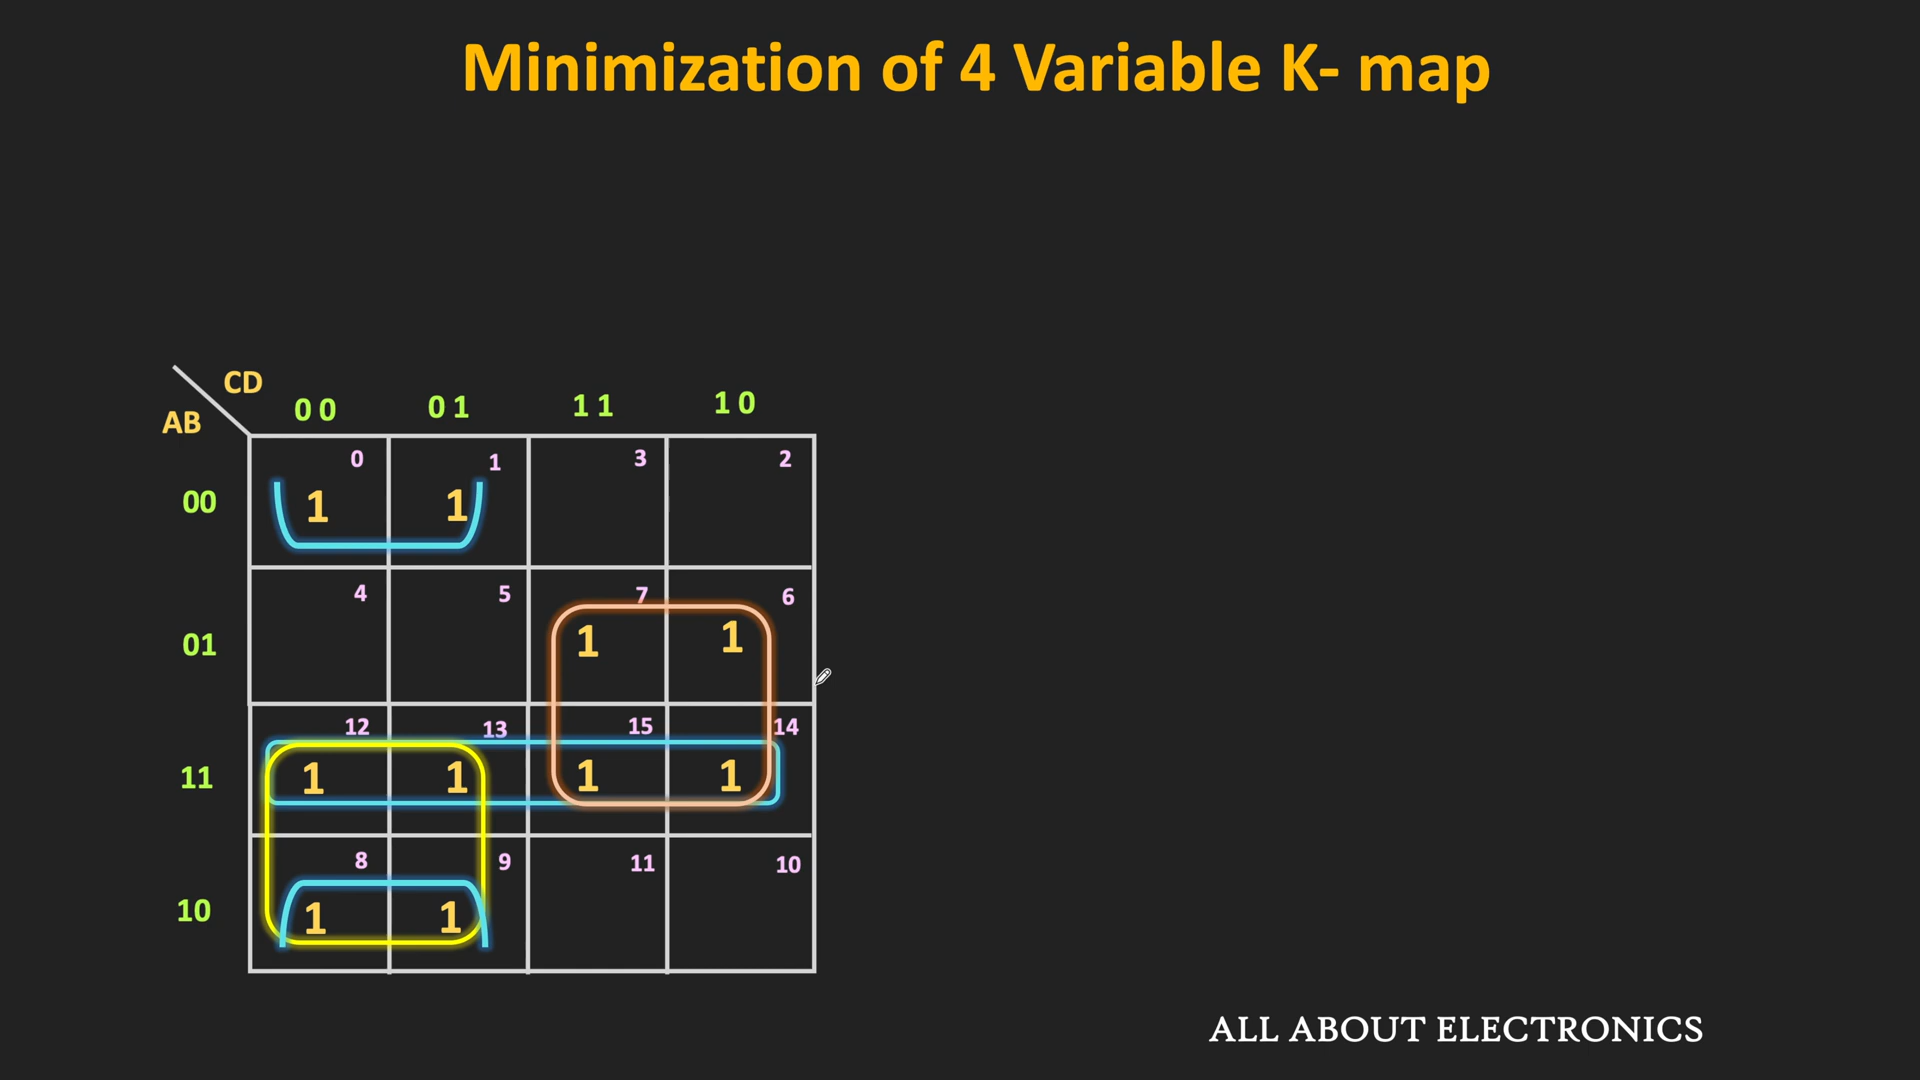 Minimization of 4 Variable K- map
CD
AB
0 0 0 1 1 1 1 0
0 1 3 2
00 1 1
4 5 7 6
01 1 1
12 13 15 14
11 1 1 1 1
8 9 11 10
10 1 1
ALL ABOUT ELECTRONICS